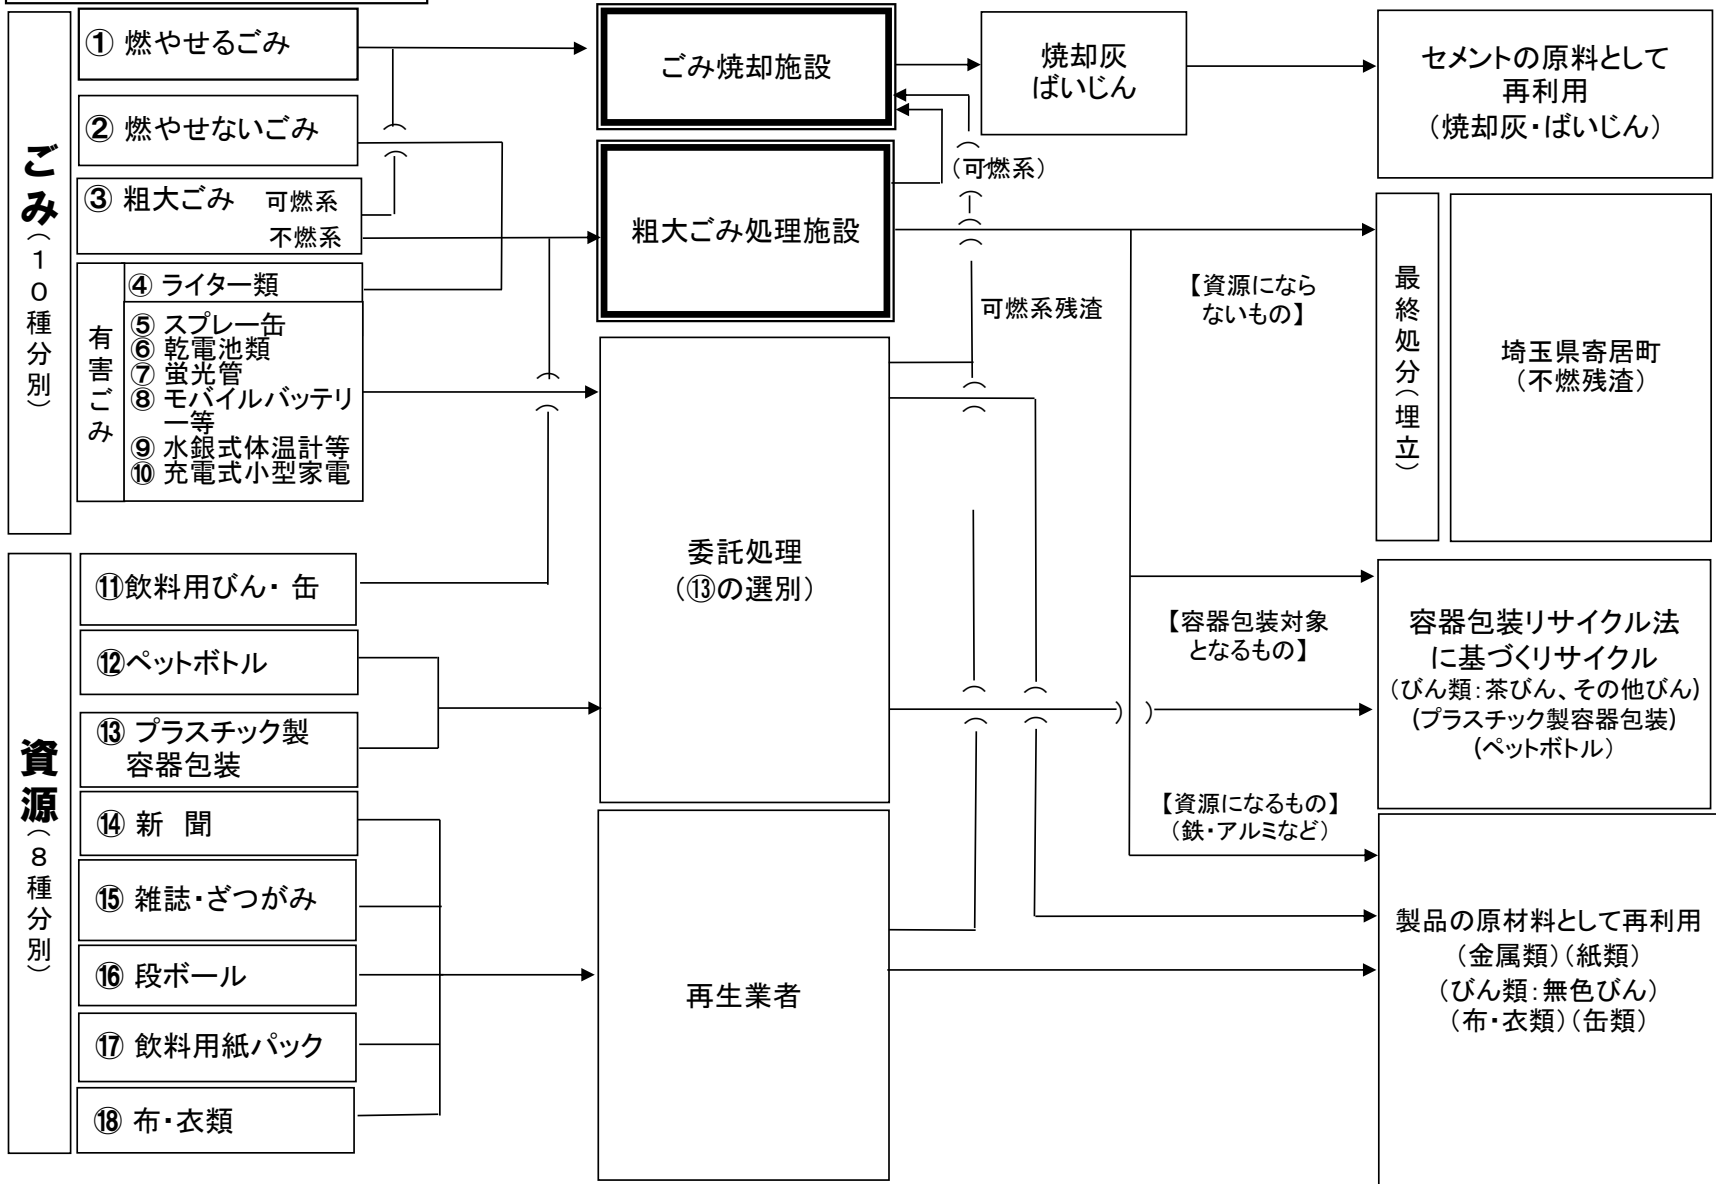 ごみ（１０種分別）
① 燃やせるごみ
② 燃やせないごみ
③ 粗大ごみ　可燃系
不燃系
有害ごみ
④ ライター類
⑤ スプレー缶
⑥ 乾電池類
⑦ 蛍光管
⑧ モバイルバッテリ
ー等
⑨ 水銀式体温計等
⑩ 充電式小型家電
資源（８種分別）
⑪飲料用びん・ 缶
⑫ペットボトル
⑬ プラスチック製
容器包装
⑭ 新　聞
⑮ 雑誌・ざつがみ
⑯ 段ボール
⑰ 飲料用紙パック
⑱ 布・衣類
ごみ焼却施設
粗大ごみ処理施設
委託処理
（⑬の選別）
再生業者
焼却灰
ばいじん
（可燃系）
可燃系残渣
【資源になら
ないもの】
【容器包装対象
となるもの】
【資源になるもの】
（鉄・アルミなど）
セメントの原料として
再利用
（焼却灰・ばいじん）
最終処分（埋立）
埼玉県寄居町
（不燃残渣）
容器包装リサイクル法
に基づくリサイクル
（びん類：茶びん、その他びん)
(プラスチック製容器包装)
(ペットボトル）
製品の原材料として再利用
（金属類）（紙類）
（びん類：無色びん）
（布・衣類）（缶類）